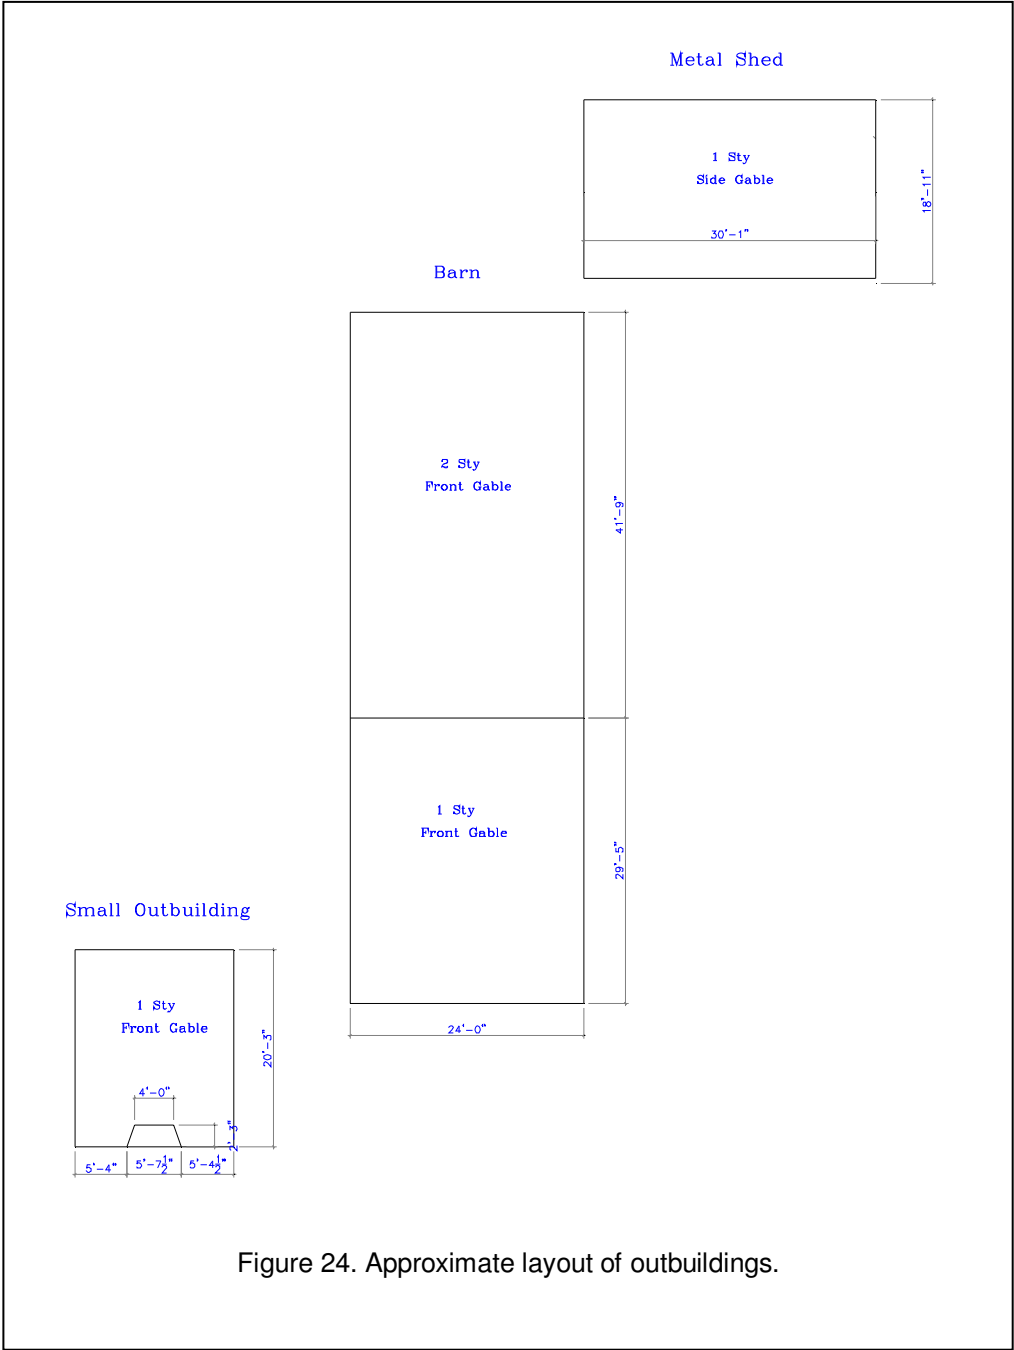 Metal Shed
1 Sty
Side Gable
18'-11"
30'-1"
Barn
2 Sty
Front Gable
41'-9"
1 Sty
Front Gable
29'-5"
24'-0"
Small Outbuilding
1 Sty
Front Gable
20'-3"
4'-0"
2'-3"
5'-4" 5'-7½" 5'-4½"
Figure 24. Approximate layout of outbuildings.